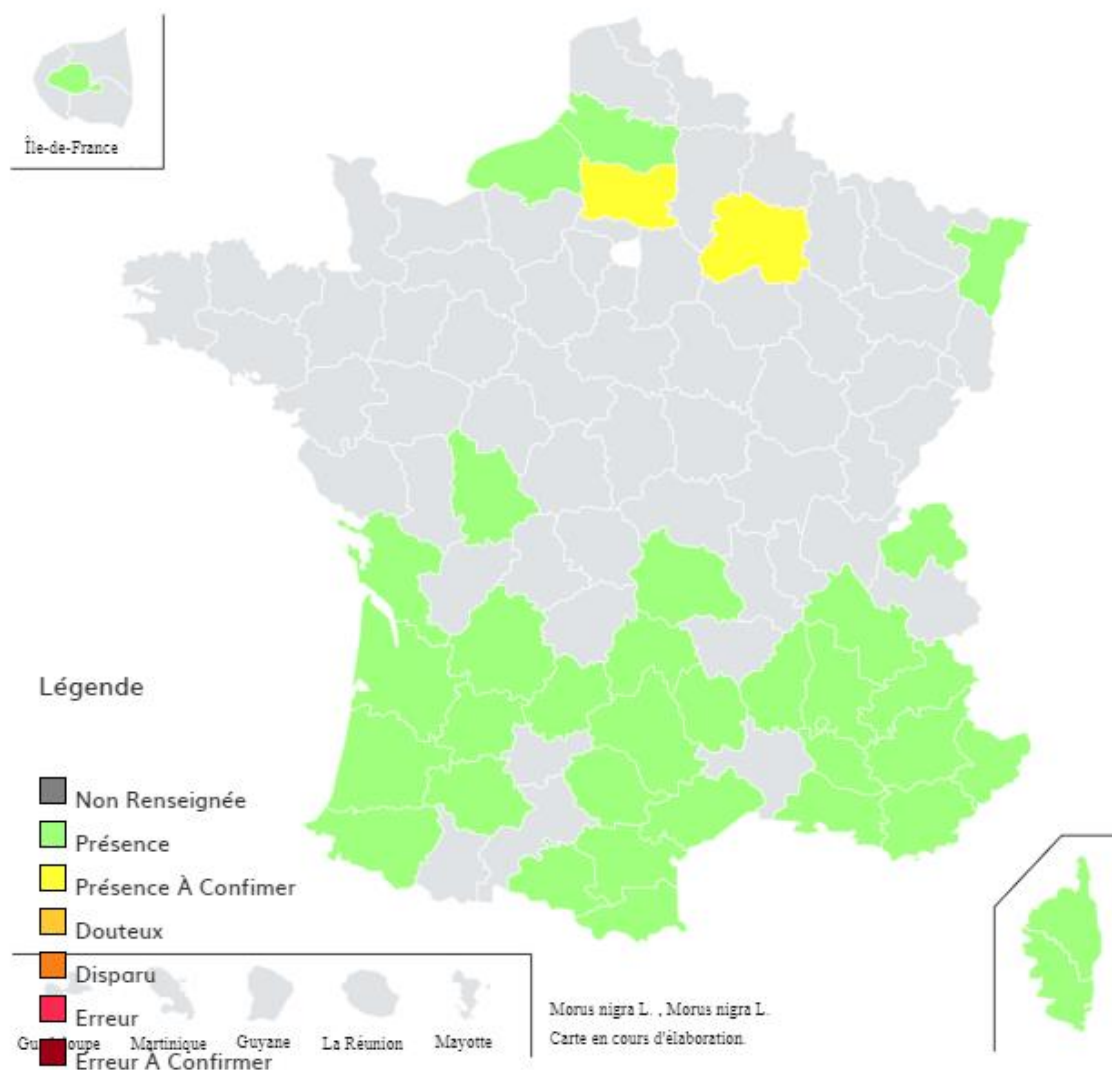 Île-de-France
Légende
Non Renseignée
Présence
Présence À Confimer
Douteux
Disparu
Erreur
Erreur À Confirmer
Martinique
Guyane
La Réunion
Mayotte
Morus nigra L. , Morus nigra L.
Carte en cours d'élaboration.